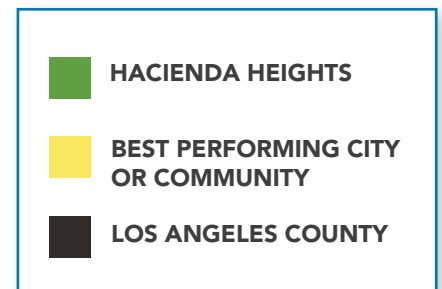 HACIENDA HEIGHTS
BEST PERFORMING CITY
OR COMMUNITY
LOS ANGELES COUNTY